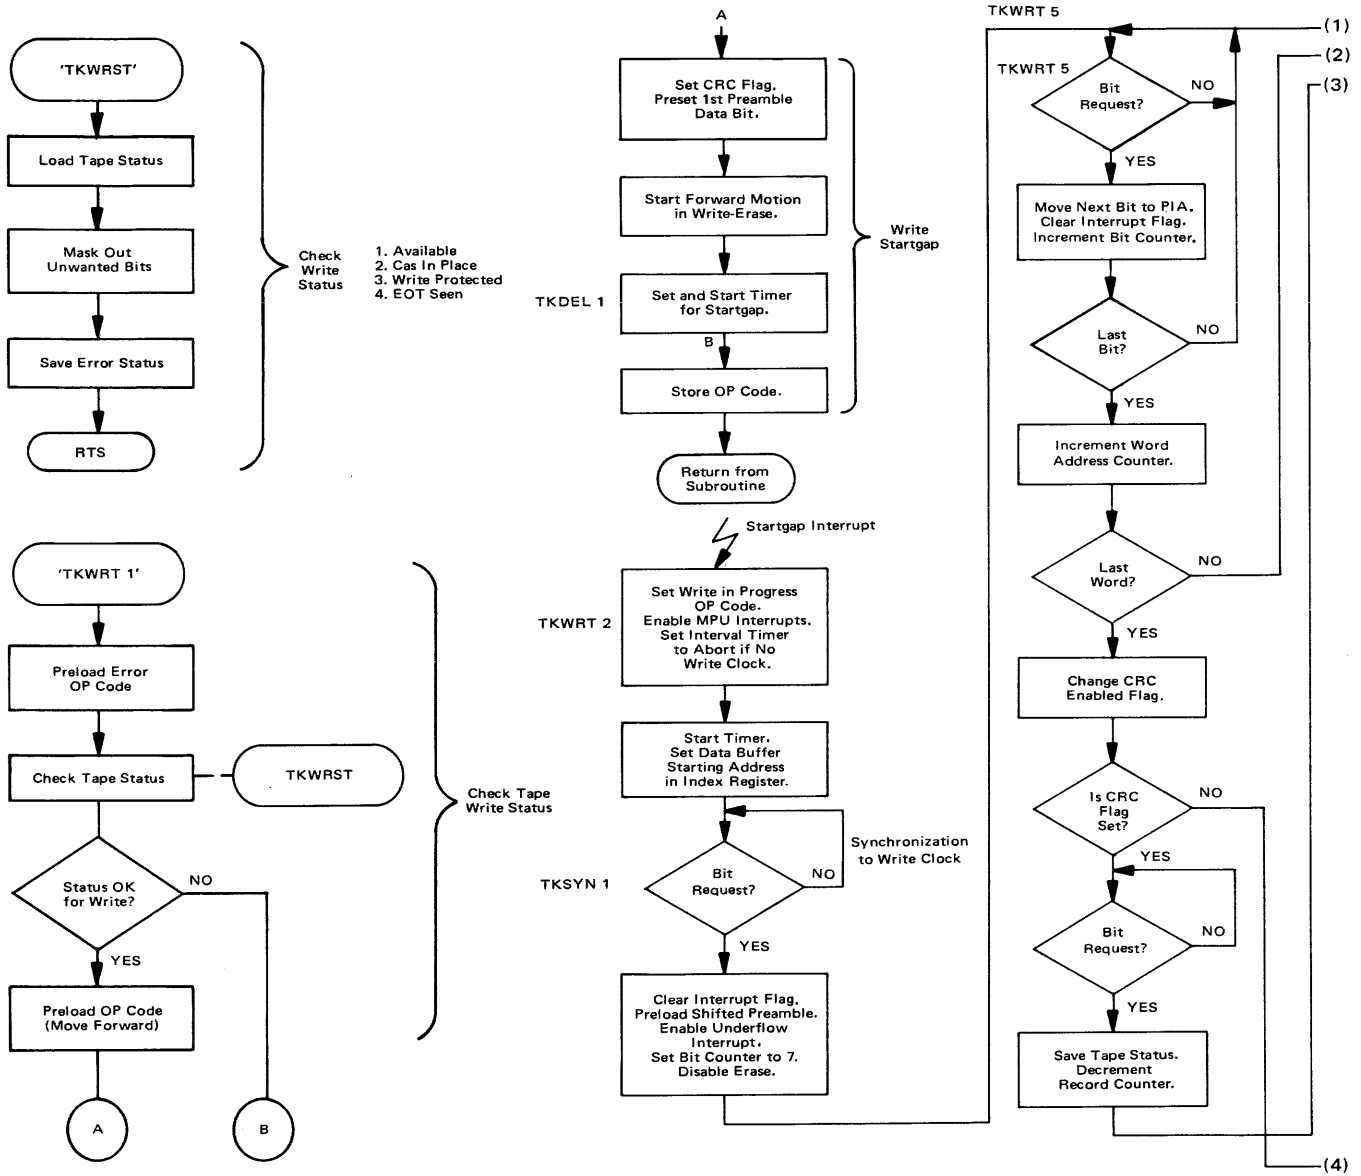 'TKWRST'
Load Tape Status
Mask Out
Unwanted Bits
Save Error Status
RTS
Check
Write
Status
1. Available
2. Cas In Place
3. Write Protected
4. EOT Seen
'TKWRT 1'
Preload Error
OP Code
Check Tape Status
TKWRST
Status OK
for Write?
NO
YES
Preload OP Code
(Move Forward)
A
B
Check Tape
Write Status
A
Set CRC Flag.
Preset 1st Preamble
Data Bit.
Start Forward Motion
in Write-Erase.
TKDEL 1
Set and Start Timer
for Startgap.
B
Store OP Code.
Write
Startgap
Return from
Subroutine
Startgap Interrupt
TKWRT 2
Set Write in Progress
OP Code.
Enable MPU Interrupts.
Set Interval Timer
to Abort if No
Write Clock.
Start Timer.
Set Data Buffer
Starting Address
in Index Register.
Synchronization
to Write Clock
TKSYN 1
Bit
Request?
NO
YES
Clear Interrupt Flag.
Preload Shifted Preamble.
Enable Underflow
Interrupt.
Set Bit Counter to 7.
Disable Erase.
TKWRT 5
(1)
(2)
(3)
TKWRT 5
Bit
Request?
NO
YES
Move Next Bit to PIA.
Clear Interrupt Flag.
Increment Bit Counter.
Last
Bit?
NO
YES
Increment Word
Address Counter.
Last
Word?
NO
YES
Change CRC
Enabled Flag.
Is CRC
Flag
Set?
NO
YES
Bit
Request?
NO
YES
Save Tape Status.
Decrement
Record Counter.
(4)